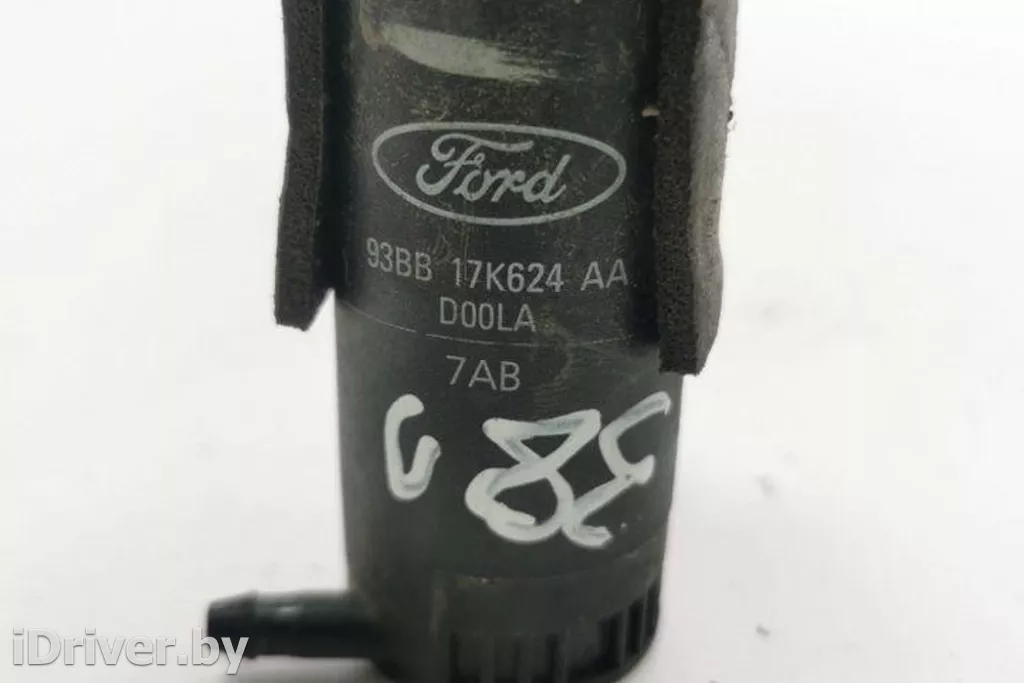 Ford
93BB 17K624 AA
D00LA
7AB
iDriver.by